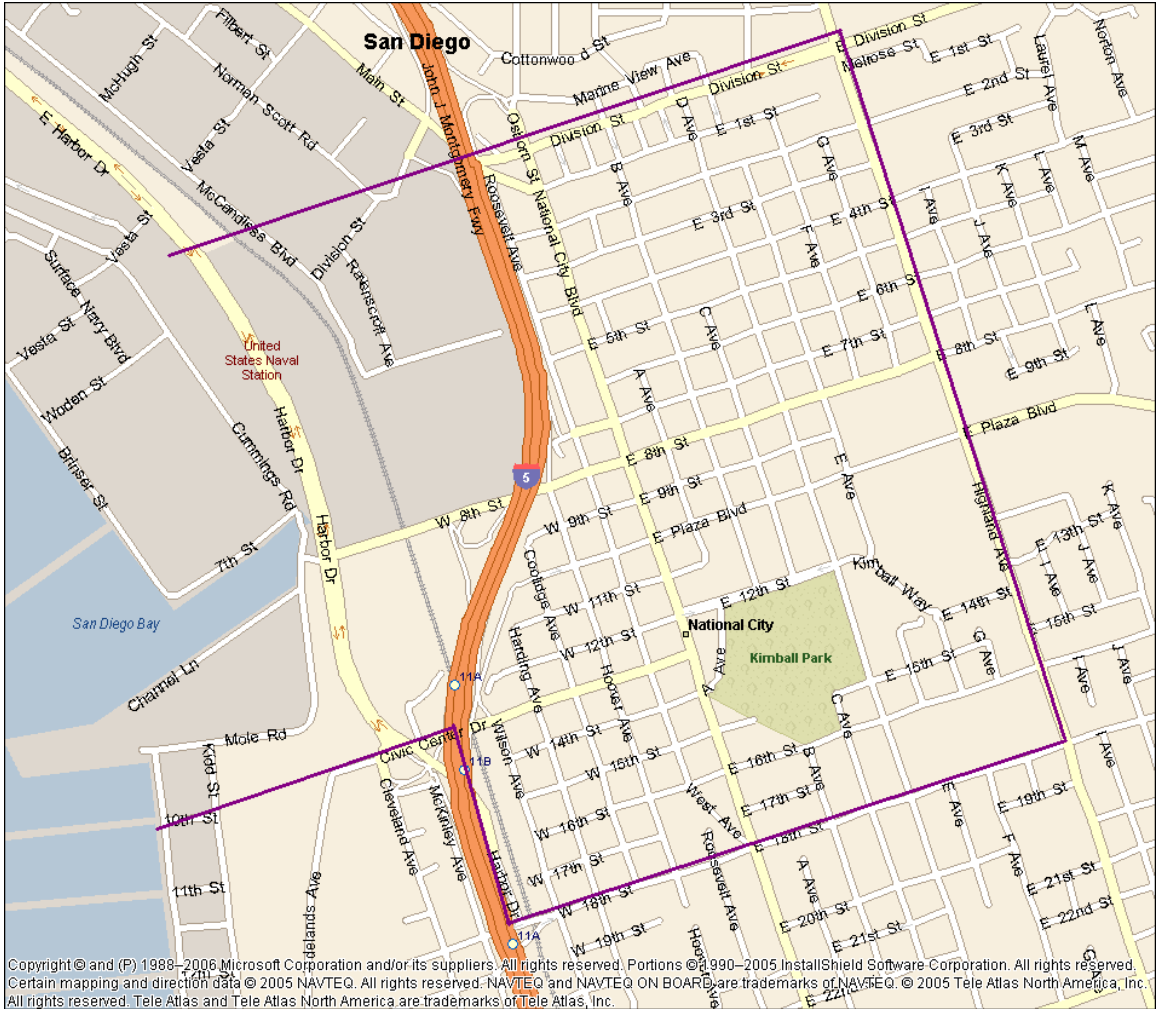 San Diego
Filbert St
McHugh St
Norman Scott Rd
Main St
John J Montgomery Fwy
Cottonwood St
Marine View Ave
Division St
E Division St
Melrose St
E 1st St
E 2nd St
Laurel Ave
Norton Ave
E Harbor Dr
Vesta St
Osborn St
National City Blvd
Division St
D Ave
E 1st St
G Ave
E 3rd St
L Ave
M Ave
K Ave
McCandless Blvd
Roosevelt Ave
B Ave
I Ave
Vesta St
Division St
E 3rd St
F Ave
E 4th St
J Ave
Surface Navy Blvd
Ravenscroft Ave
E 6th St
Vesta St
United
States Naval
Station
E 5th St
C Ave
E 7th St
E 8th St
L Ave
E 9th St
Woden St
Harbor Dr
A Ave
E Plaza Blvd
Brinser St
Cummings Rd
5
E 8th St
E Ave
W 8th St
E 9th St
Highland Ave
K Ave
Harbor Dr
W 9th St
E Plaza Blvd
E 13th St
7th St
Coolidge Ave
J Ave
I Ave
Kimball Way
San Diego Bay
W 11th St
E 12th St
E 14th St
E 15th St
National City
W 12th St
G Ave
Harding Ave
Kimball Park
E 15th St
Channel Ln
11A
Hoover Ave
A Ave
I Ave
J Ave
Mole Rd
Civic Center Dr
Wilson Ave
W 14th St
C Ave
Kidd St
11B
W 15th St
E 16th St
B Ave
I Ave
Cleveland Ave
McKinley Ave
West Ave
E 17th St
E Ave
E 19th St
10th St
W 16th St
Roosevelt Ave
E 18th St
F Ave
11th St
Harbor Dr
W 17th St
A Ave
E 21st St
delands Ave
W 18th St
E 20th St
E 22nd St
11A
W 19th St
E 21st St
12th St
E 22nd
Copyright © and (P) 1988–2006 Microsoft Corporation and/or its suppliers. All rights reserved. Portions © 1990–2005 InstallShield Software Corporation. All rights reserved.
Certain mapping and direction data © 2005 NAVTEQ. All rights reserved. NAVTEQ and NAVTEQ ON BOARD are trademarks of NAVTEQ. © 2005 Tele Atlas North America, Inc.
All rights reserved. Tele Atlas and Tele Atlas North America are trademarks of Tele Atlas, Inc.